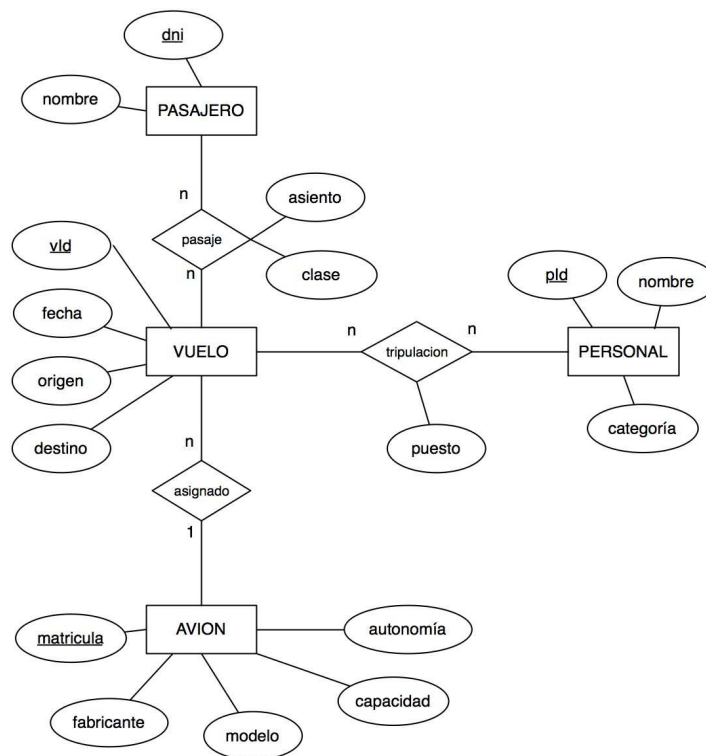 dni
nombre
PASAJERO
n
asiento
pasaje
clase
n
vId
fecha
origen
destino
VUELO
n
tripulacion
n
puesto
pId
nombre
PERSONAL
categoría
n
asignado
1
matricula
AVION
autonomía
capacidad
fabricante
modelo